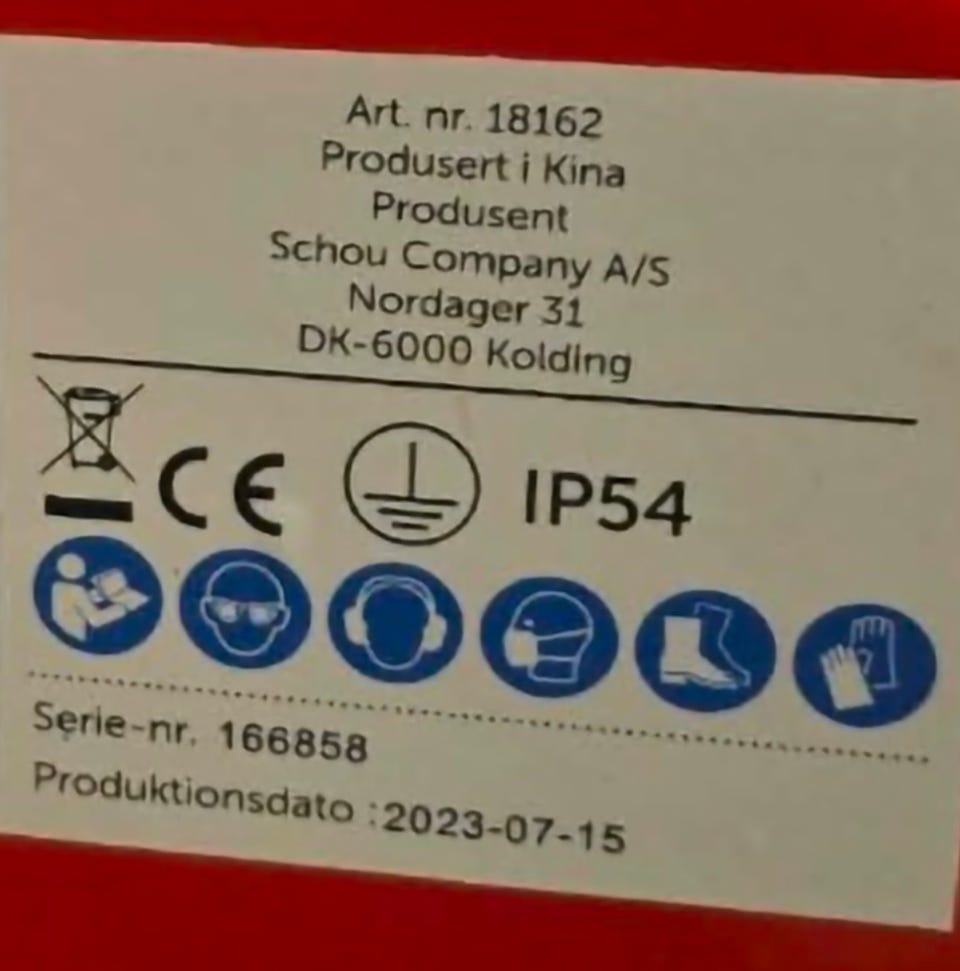 Art. nr. 18162
Produsert i Kina
Produsent
Schou Company A/S
Nordager 31
DK-6000 Kolding
CE IP54
Serie-nr. 166858
Produktionsdato :2023-07-15